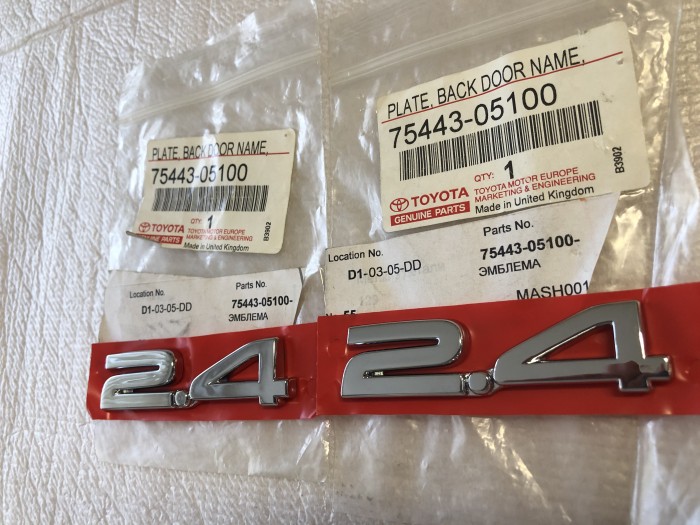 PLATE, BACK DOOR NAME,
75443-05100
QTY: 1
TOYOTA
GENUINE PARTS
TOYOTA MOTOR EUROPE
MARKETING & ENGINEERING
Made in United Kingdom
B3902
Location No.
D1-03-05-DD
Parts No.
75443-05100-
ЭМБЛЕМА
2.4
PLATE, BACK DOOR NAME,
75443-05100
QTY: 1
TOYOTA
GENUINE PARTS
TOYOTA MOTOR EUROPE
MARKETING & ENGINEERING
Made in United Kingdom
B3902
Location No.
D1-03-05-DD
Parts No.
75443-05100-
ЭМБЛЕМА
MASH001
55
2.4